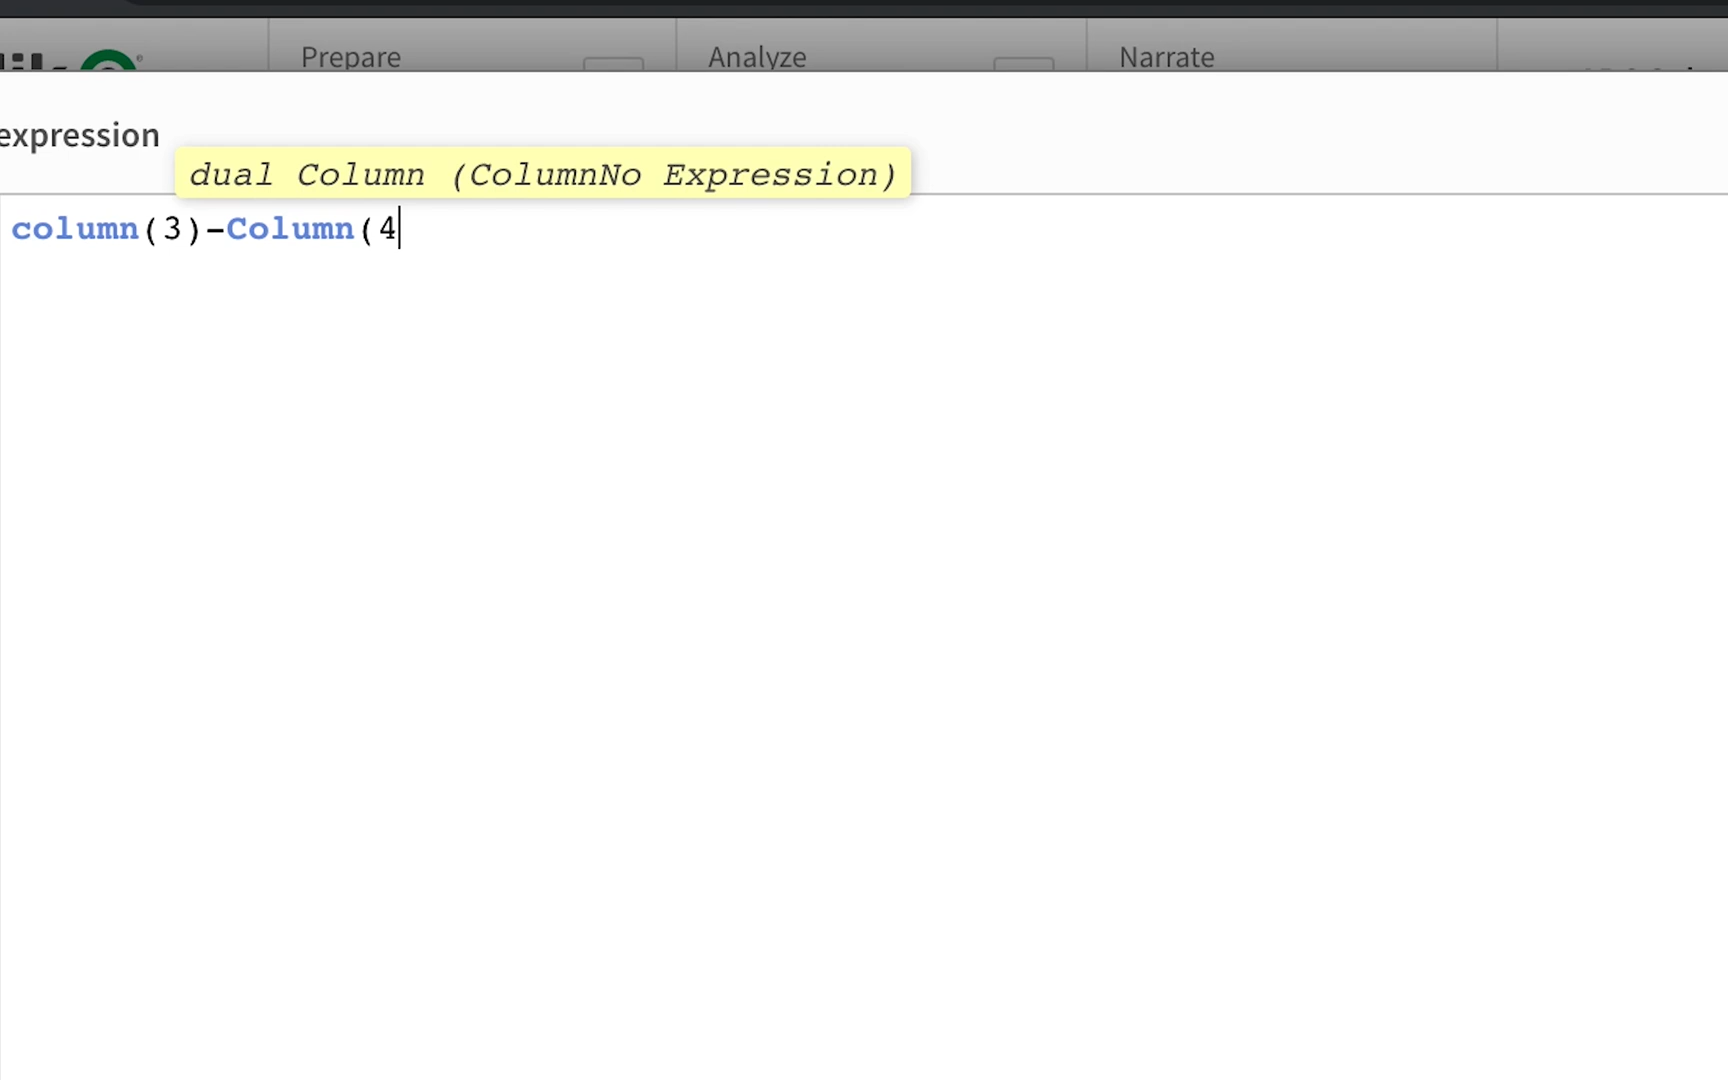 Prepare
Analyze
Narrate
expression
dual Column (ColumnNo Expression)
column(3)-Column(4